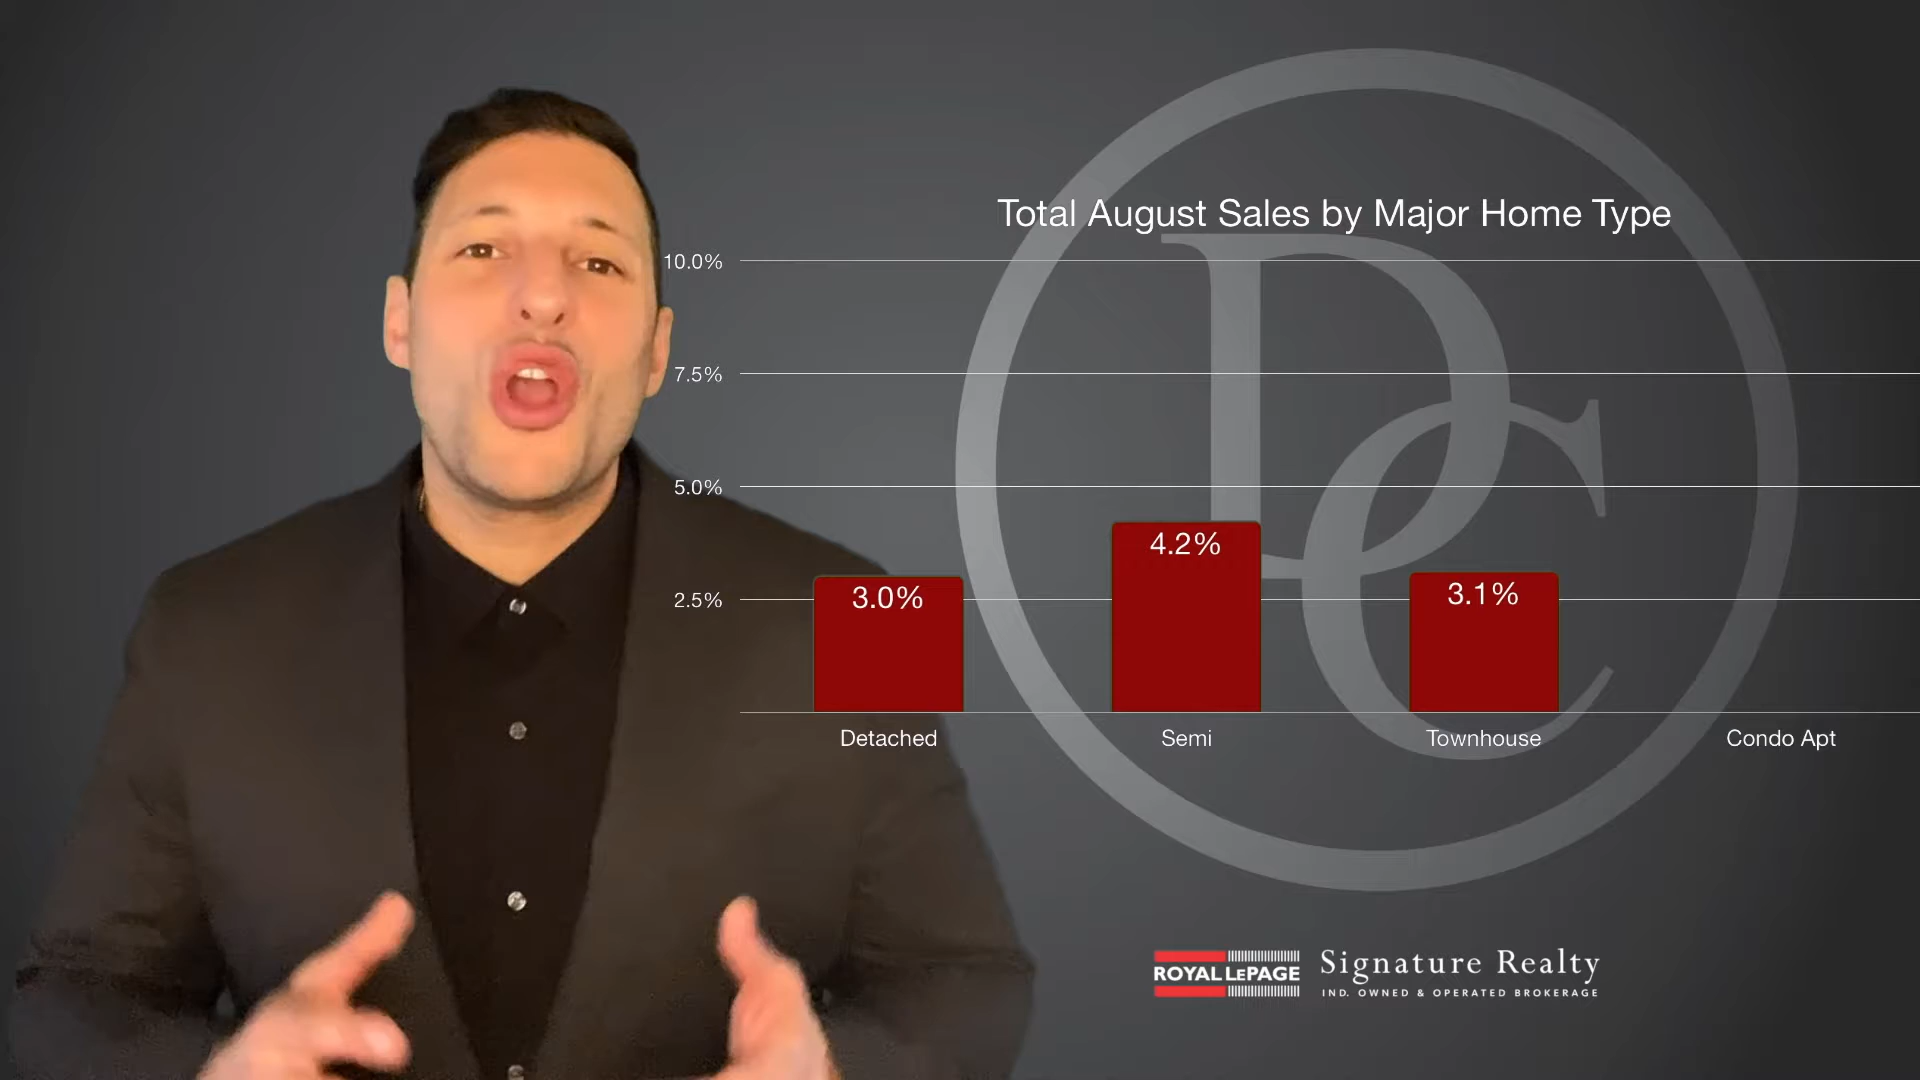 Total August Sales by Major Home Type
10.0%
7.5%
5.0%
2.5%
3.0%
4.2%
3.1%
Detached
Semi
Townhouse
Condo Apt
DC
ROYAL LEPAGE
Signature Realty
IND. OWNED & OPERATED BROKERAGE